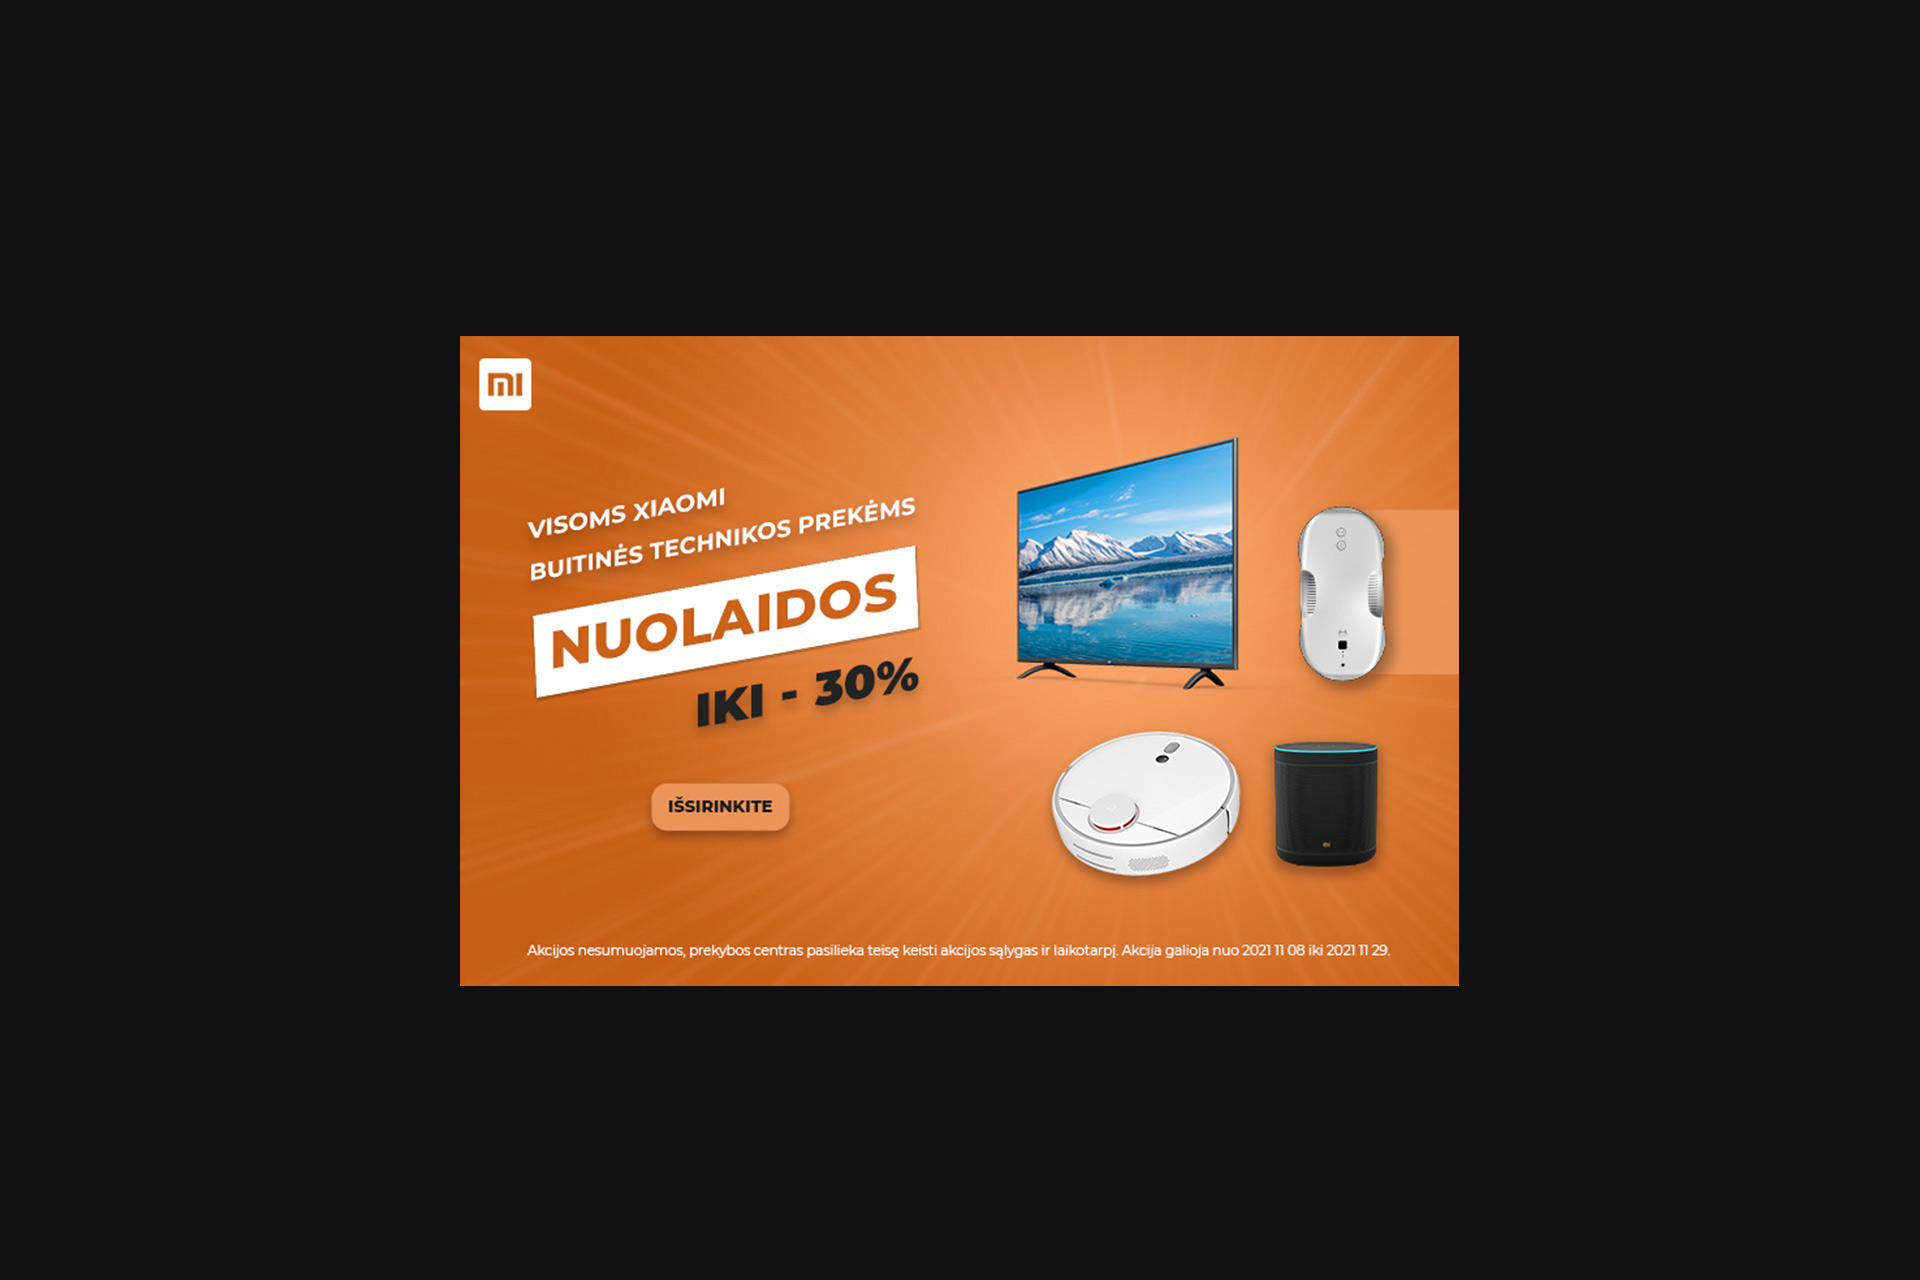 mi
VISOMS XIAOMI
BUITINĖS TECHNIKOS PREKĖMS
NUOLAIDOS
IKI - 30%
IŠSIRINKITE
Akcijos nesumuojamos, prekybos centras pasilieka teisę keisti akcijos sąlygas ir laikotarpį. Akcija galioja nuo 2021 11 08 iki 2021 11 29.